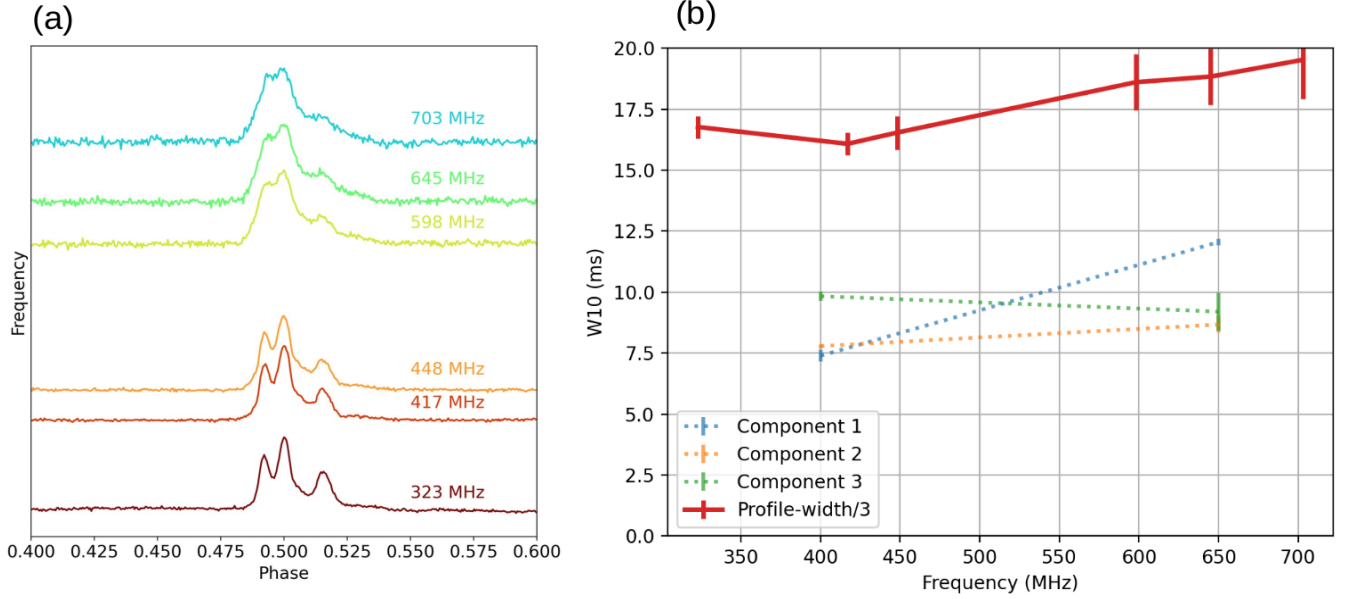 (a)
703 MHz
645 MHz
598 MHz
448 MHz
417 MHz
323 MHz
Frequency
0.400 0.425 0.450 0.475 0.500 0.525 0.550 0.575 0.600
Phase
(b)
20.0
17.5
15.0
12.5
10.0
7.5
5.0
2.5
0.0
W10 (ms)
Component 1
Component 2
Component 3
Profile-width/3
350 400 450 500 550 600 650 700
Frequency (MHz)